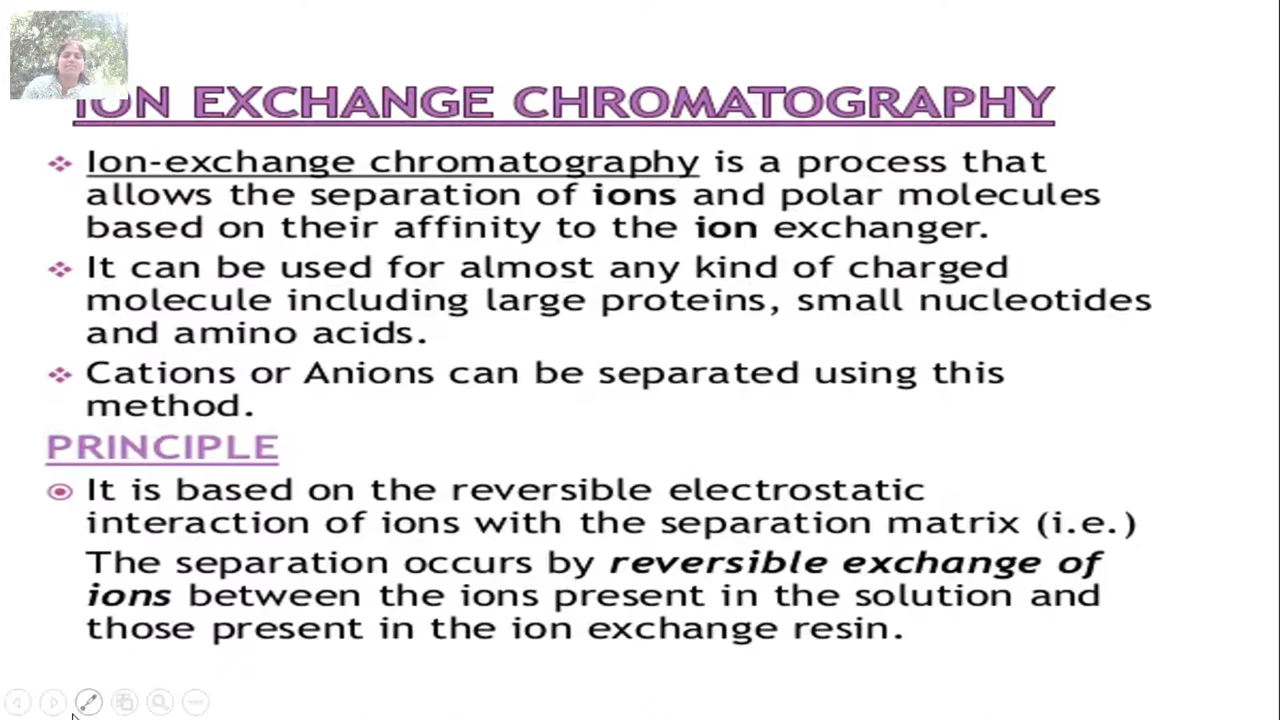 ION EXCHANGE CHROMATOGRAPHY
Ion-exchange chromatography is a process that
allows the separation of ions and polar molecules
based on their affinity to the ion exchanger.
It can be used for almost any kind of charged
molecule including large proteins, small nucleotides
and amino acids.
Cations or Anions can be separated using this
method.
PRINCIPLE
It is based on the reversible electrostatic
interaction of ions with the separation matrix (i.e.)
The separation occurs by reversible exchange of
ions between the ions present in the solution and
those present in the ion exchange resin.